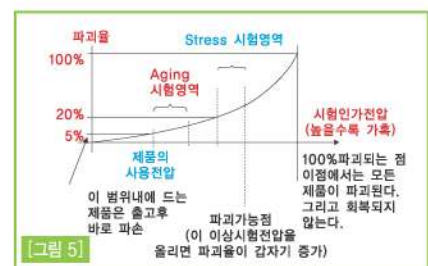 파괴율
Stress 시험영역
100%
Aging
시험영역
20%
5%
시험인가전압
(높을수록 가혹)
제품의
사용전압
100%파괴되는 점
이점에서는 모든
제품이 파괴된다.
그리고 회복되지
않는다.
이 범위내에 드는
제품은 출고후
바로 파손
파괴가능점
(이 이상시험전압을
올리면 파괴율이 갑자기 증가)
[그림 5]